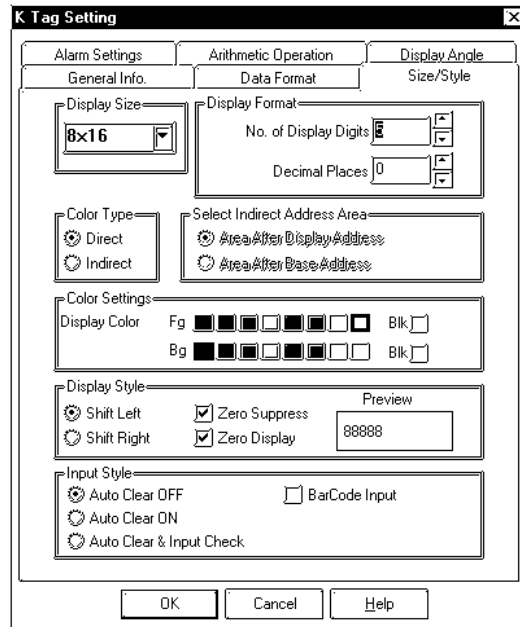 K Tag Setting
Alarm Settings Arithmetic Operation Display Angle
General Info. Data Format Size/Style
Display Size
8×16
Display Format
No. of Display Digits
Decimal Places 0
Color Type
Direct
Indirect
Select Indirect Address Area
Area After Display Address
Area After Base Address
Color Settings
Display Color Fg Blk
Bg Blk
Display Style
Shift Left Zero Suppress
Shift Right Zero Display
Preview
88888
Input Style
Auto Clear OFF BarCode Input
Auto Clear ON
Auto Clear & Input Check
OK Cancel Help